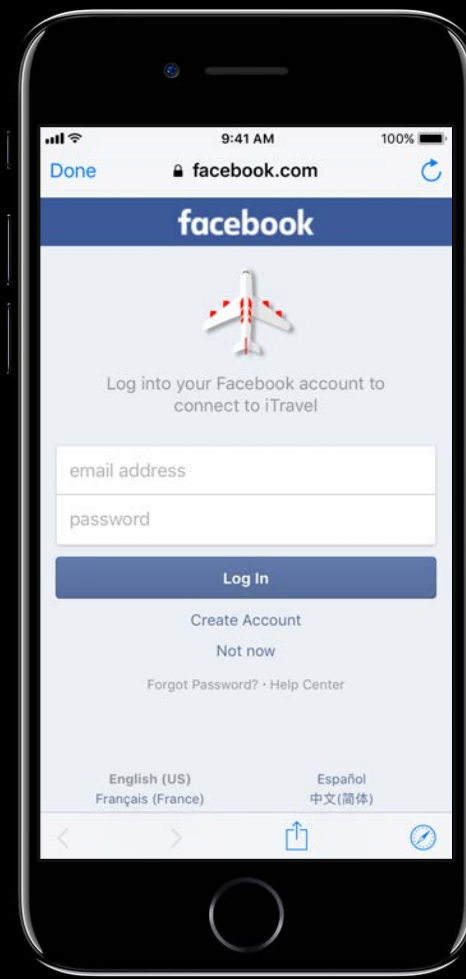 9:41 AM 100%
Done facebook.com
facebook
Log into your Facebook account to
connect to iTravel
email address
password
Log In
Create Account
Not now
Forgot Password? · Help Center
English (US) Español
Français (France) 中文(简体)